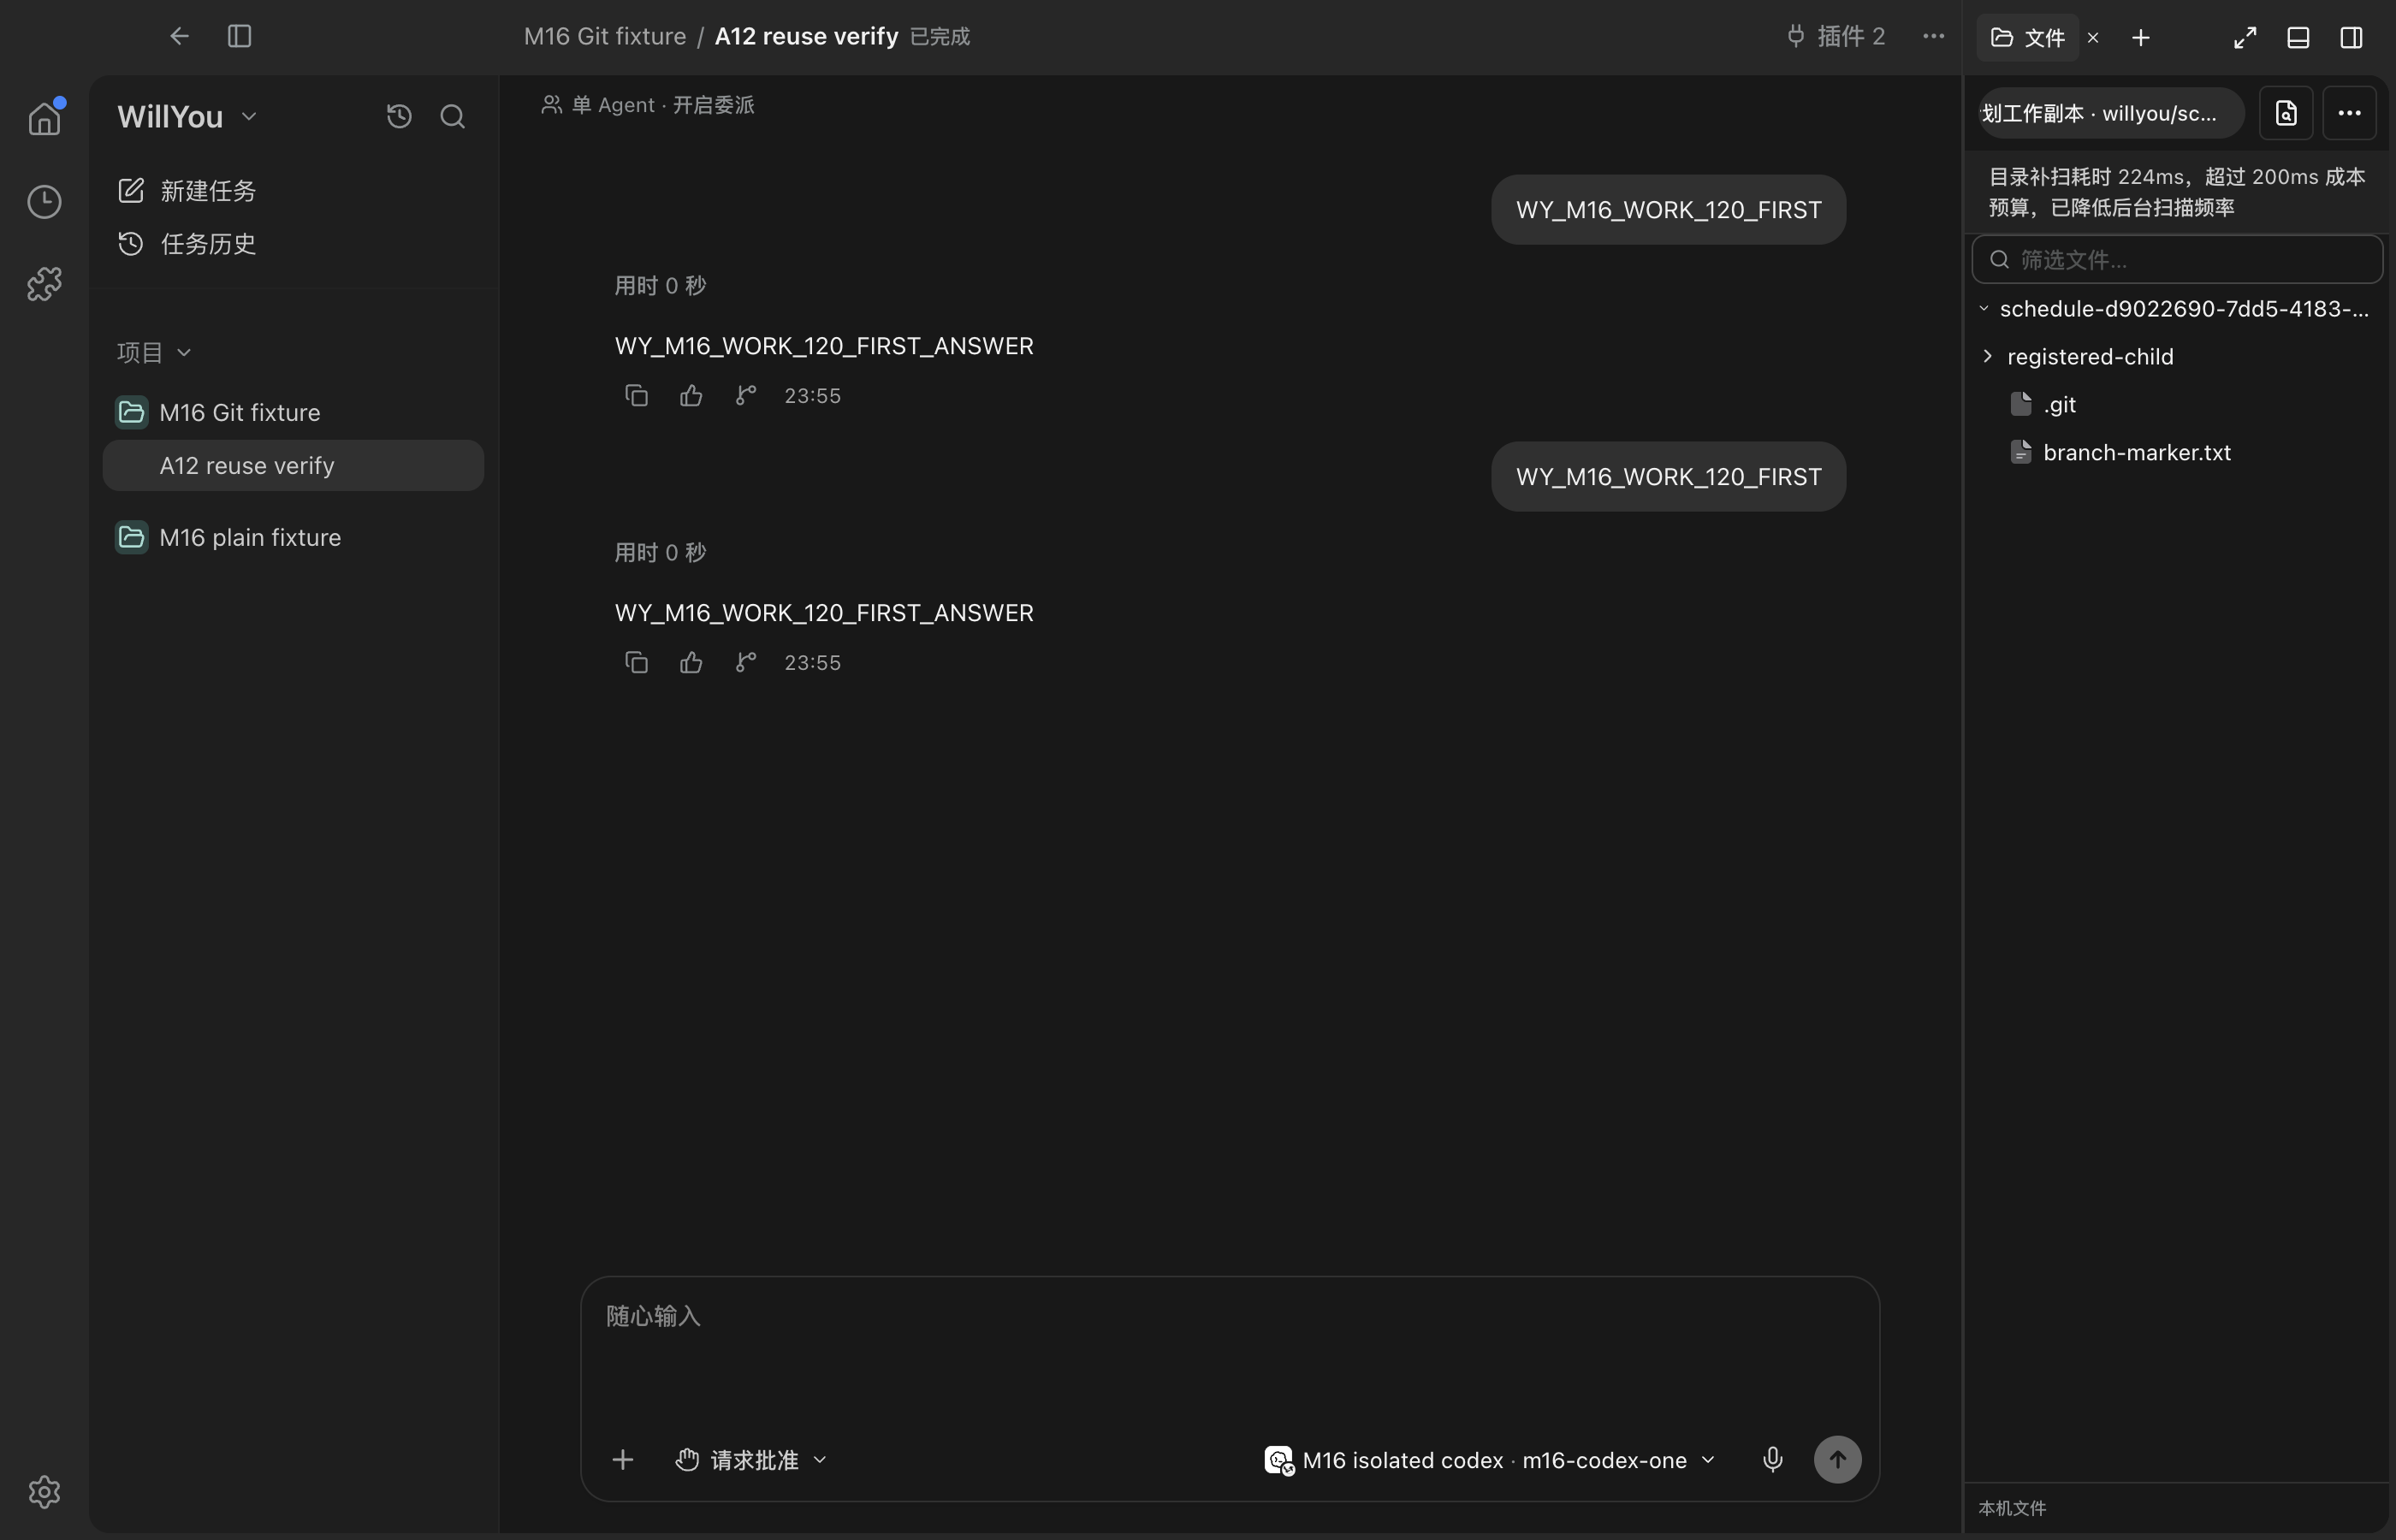 M16 Git fixture / A12 reuse verify 已完成
插件 2
文件
WillYou
新建任务
任务历史
项目
M16 Git fixture
A12 reuse verify
M16 plain fixture
单 Agent · 开启委派
WY_M16_WORK_120_FIRST
用时 0 秒
WY_M16_WORK_120_FIRST_ANSWER
23:55
WY_M16_WORK_120_FIRST
用时 0 秒
WY_M16_WORK_120_FIRST_ANSWER
23:55
随心输入
请求批准
M16 isolated codex · m16-codex-one
划工作副本 · willyou/sc...
目录补扫耗时 224ms，超过 200ms 成本
预算，已降低后台扫描频率
筛选文件...
schedule-d9022690-7dd5-4183-...
registered-child
.git
branch-marker.txt
本机文件